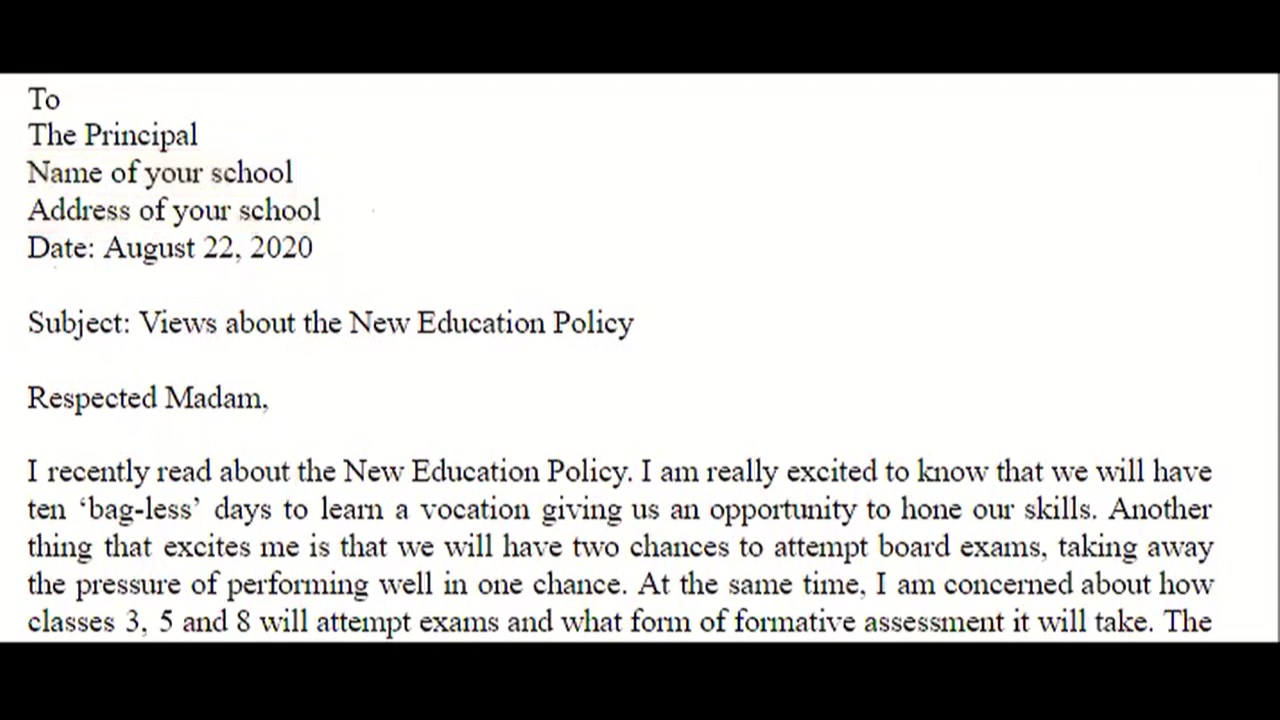 To
The Principal
Name of your school
Address of your school
Date: August 22, 2020
Subject: Views about the New Education Policy
Respected Madam,
I recently read about the New Education Policy. I am really excited to know that we will have
ten ‘bag-less’ days to learn a vocation giving us an opportunity to hone our skills. Another
thing that excites me is that we will have two chances to attempt board exams, taking away
the pressure of performing well in one chance. At the same time, I am concerned about how
classes 3, 5 and 8 will attempt exams and what form of formative assessment it will take. The